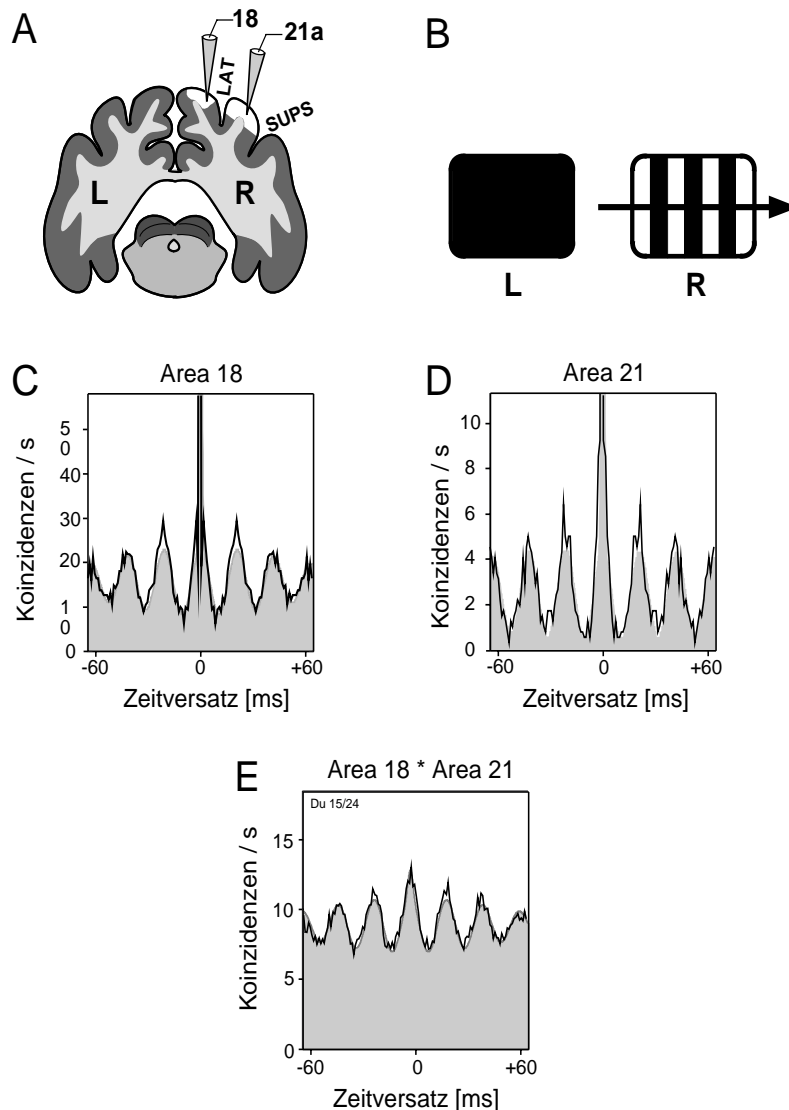 A
18
21a
LAT
SUPS
L
R
B
L
R
C
Area 18
Koinzidenzen / s
5
0
40
30
20
1
0
0
-60
0
+60
Zeitversatz [ms]
D
Area 21
Koinzidenzen / s
10
8
6
4
2
0
-60
0
+60
Zeitversatz [ms]
E
Area 18 * Area 21
Du 15/24
Koinzidenzen / s
15
10
5
0
-60
0
+60
Zeitversatz [ms]